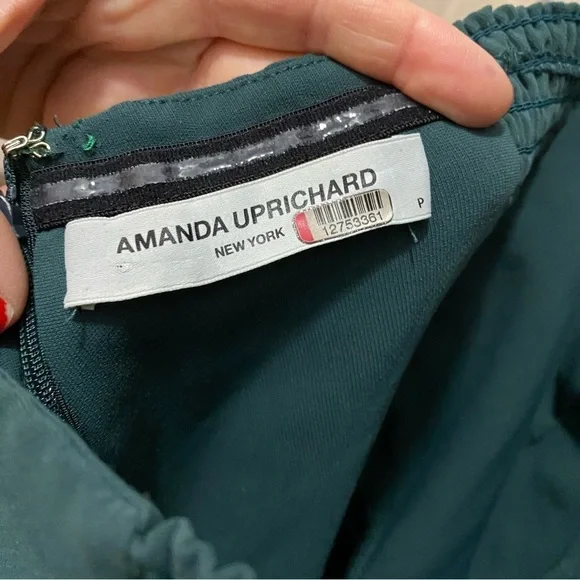 AMANDA UPRICHARD
NEW YORK
12753361
P